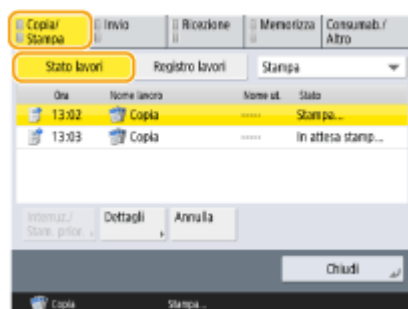 Copia/
Stampa
Invio
Ricezione
Memorizza
Consumab./
Altro
Stato lavori
Registro lavori
Stampa
Ora Nome lavoro Nome ut. Stato
13:02 Copia Stampa...
13:03 Copia In attesa stamp...
Interruz./
Stam. prior.
Dettagli
Annulla
Chiudi
Copia Stampa...